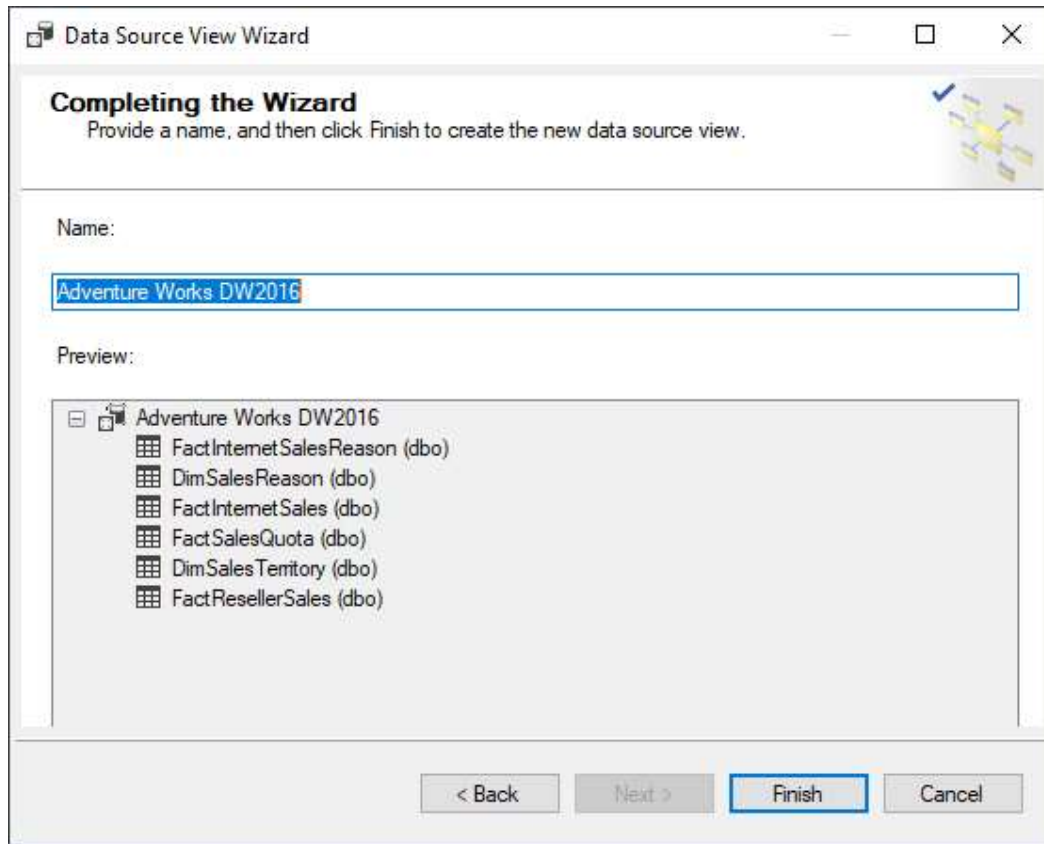 Data Source View Wizard
Completing the Wizard
Provide a name, and then click Finish to create the new data source view.
Name:
Adventure Works DW2016
Preview:
Adventure Works DW2016
FactInternetSalesReason (dbo)
DimSalesReason (dbo)
FactInternetSales (dbo)
FactSalesQuota (dbo)
DimSalesTerritory (dbo)
FactResellerSales (dbo)
< Back Next > Finish Cancel